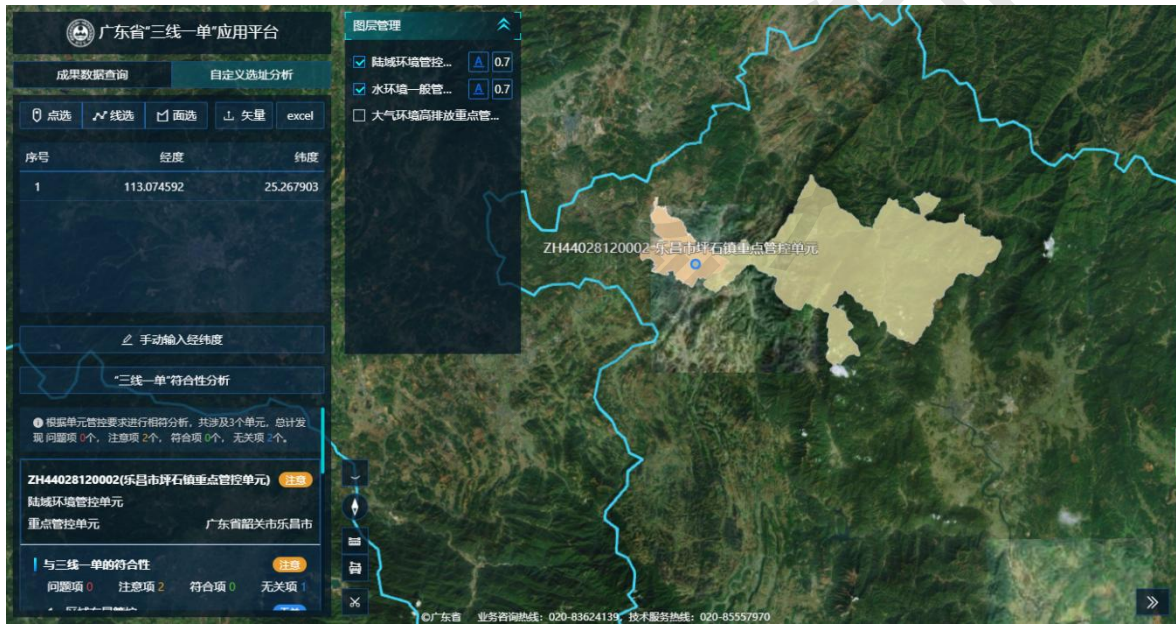 广东省“三线一单”应用平台
成果数据查询 自定义选址分析
点选 线选 面选 矢量 excel
序号 经度 纬度
1 113.074592 25.267903
手动输入经纬度
“三线一单”符合性分析
根据单元管控要求进行相符分析，共涉及3个单元，总计发
现 问题项 0个， 注意项 2个， 符合项 0个， 无关项 2个。
ZH44028120002(乐昌市坪石镇重点管控单元) 注意
陆域环境管控单元
重点管控单元 广东省韶关市乐昌市
与三线一单的符合性 注意
问题项 0 注意项 2 符合项 0 无关项 1
图层管理
陆域环境管控... A 0.7
水环境一般管... A 0.7
大气环境高排放重点管...
ZH44028120002-乐昌市坪石镇重点管控单元
©广东省 业务咨询热线：020-83624139，技术服务热线：020-85557970